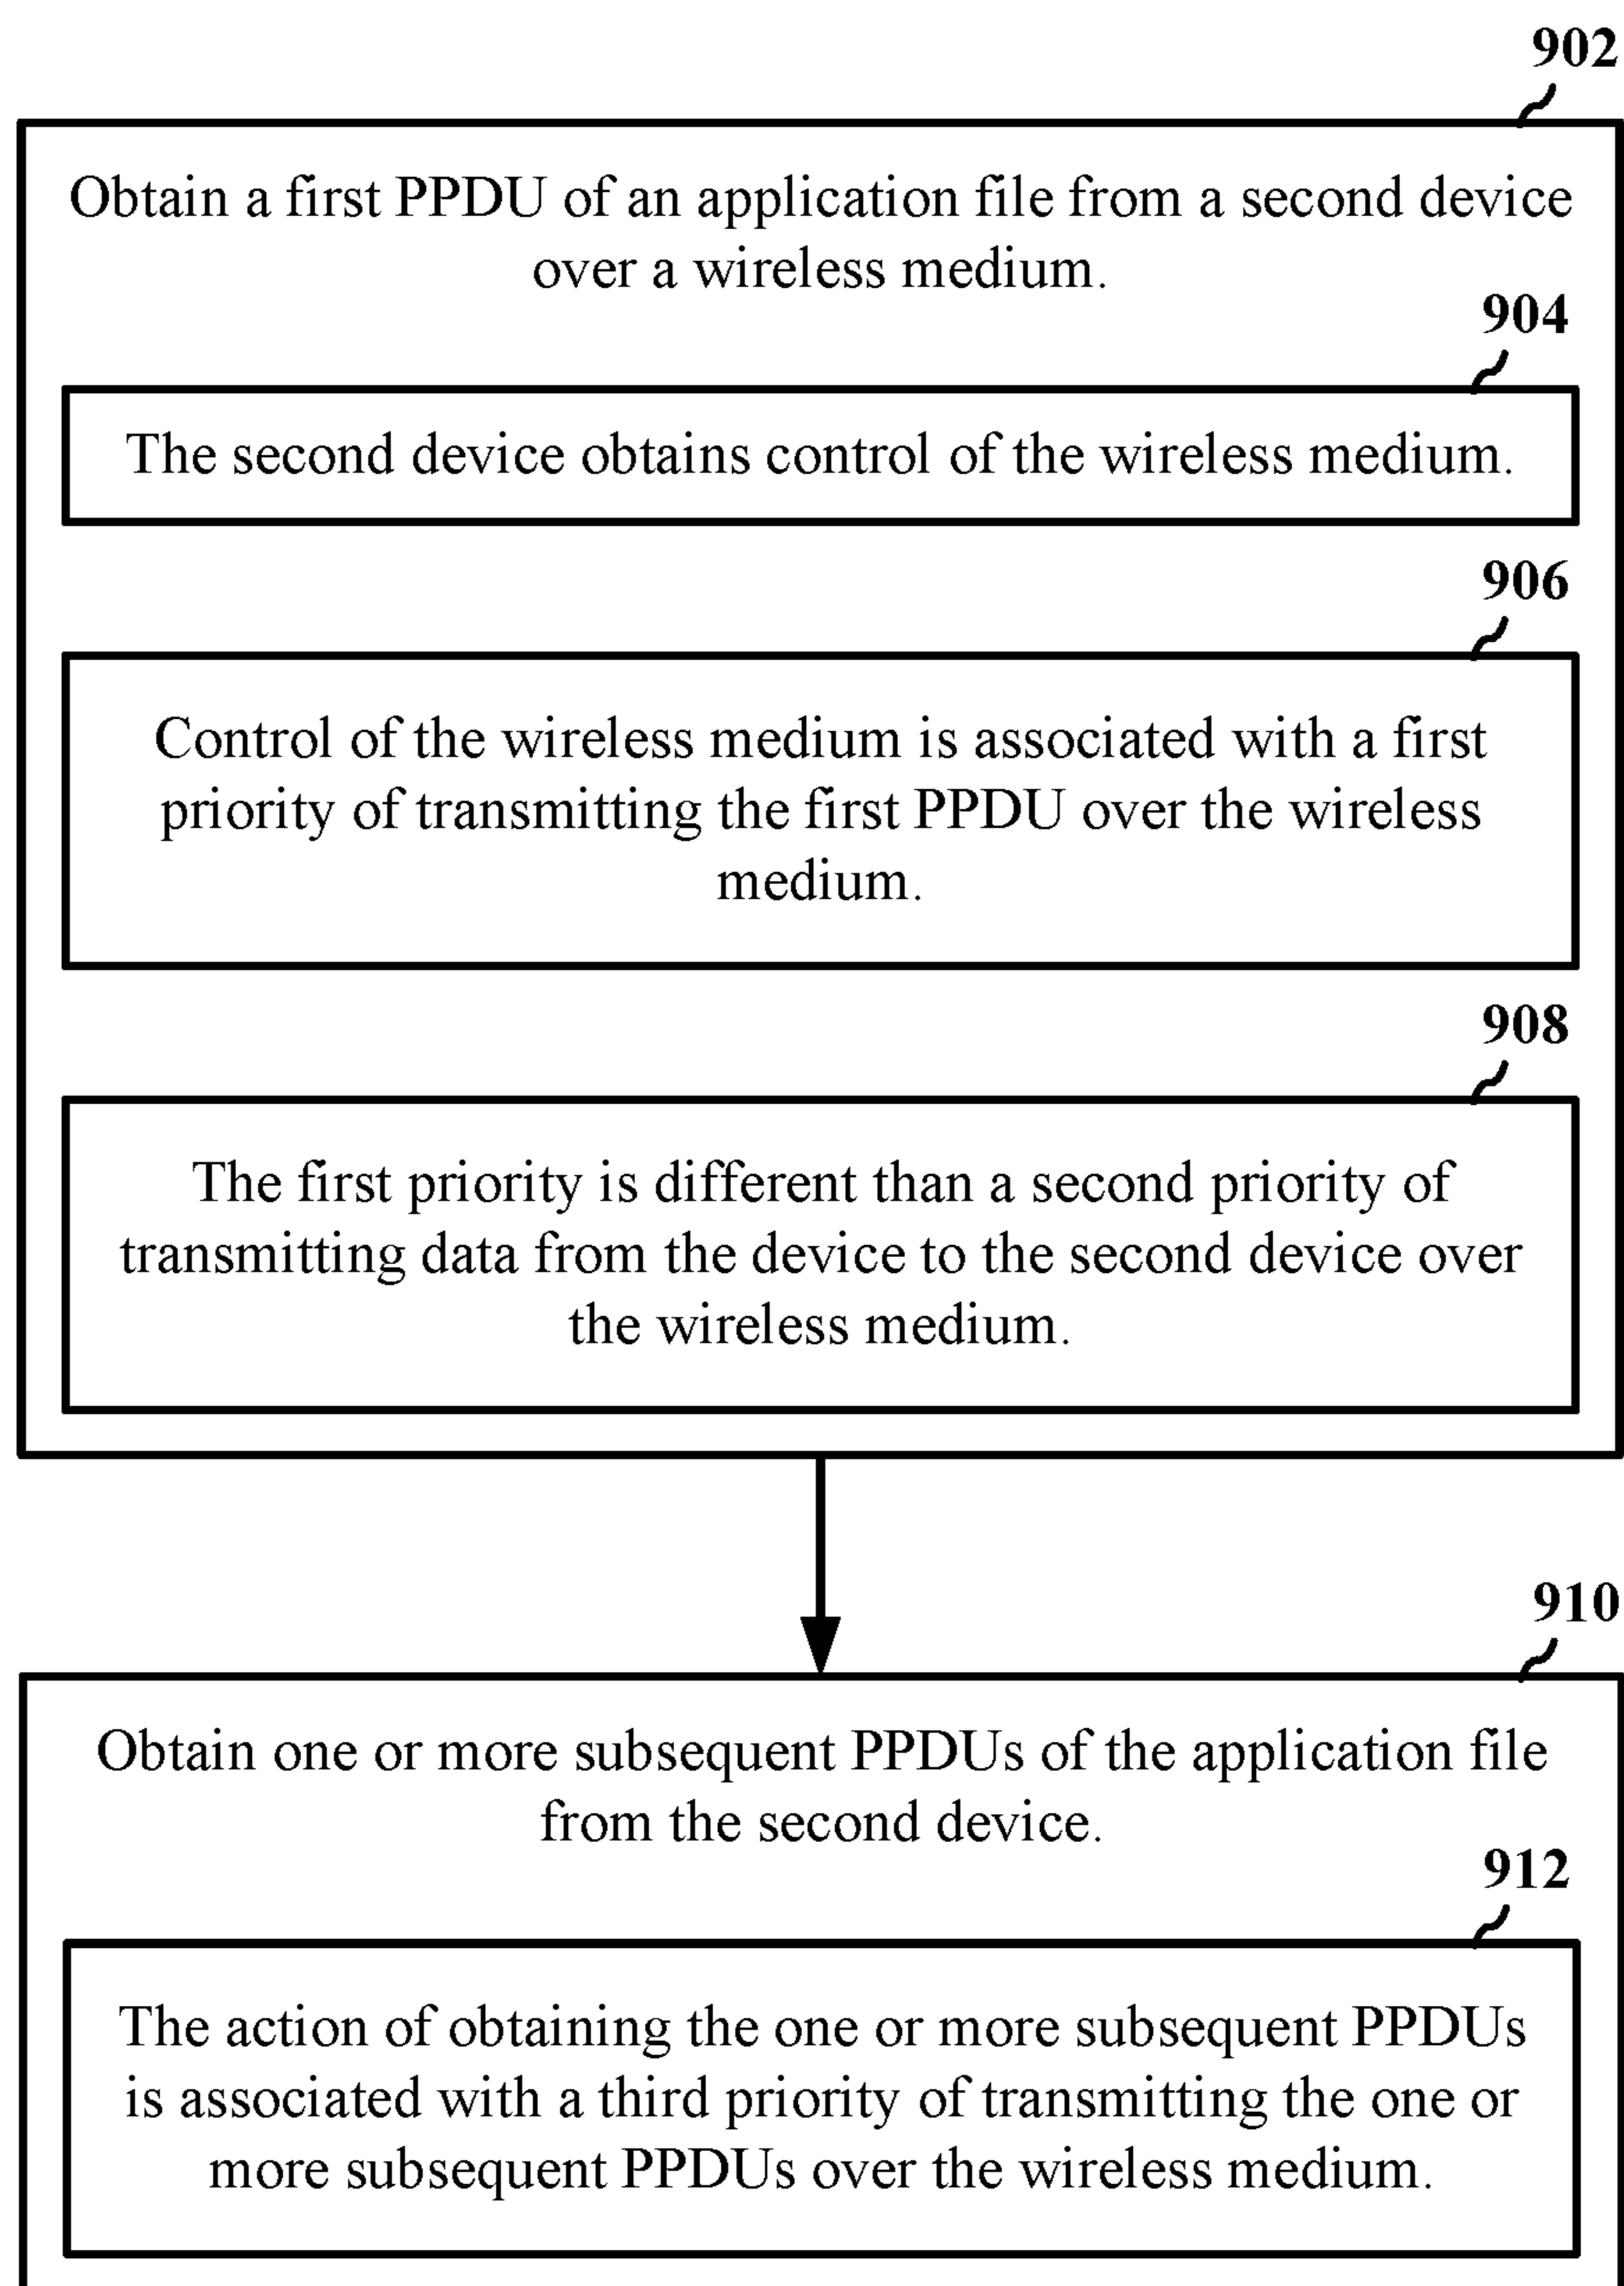 902
Obtain a first PPDU of an application file from a second device
over a wireless medium.
904
The second device obtains control of the wireless medium.
906
Control of the wireless medium is associated with a first
priority of transmitting the first PPDU over the wireless
medium.
908
The first priority is different than a second priority of
transmitting data from the device to the second device over
the wireless medium.
910
Obtain one or more subsequent PPDUs of the application file
from the second device.
912
The action of obtaining the one or more subsequent PPDUs
is associated with a third priority of transmitting the one or
more subsequent PPDUs over the wireless medium.